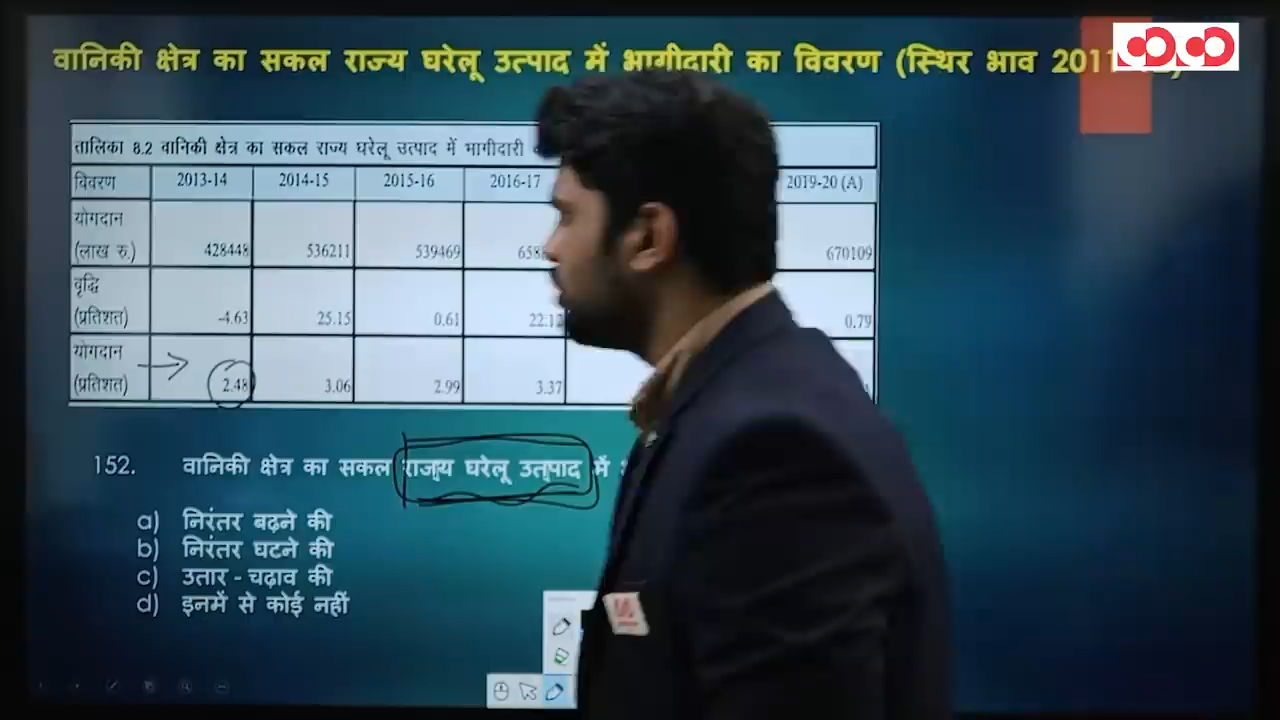 वानिकी क्षेत्र का सकल राज्य घरेलू उत्पाद में भागीदारी का विवरण (स्थिर भाव 2011
तालिका 8.2 वानिकी क्षेत्र का सकल राज्य घरेलू उत्पाद में भागीदारी
विवरण 2013-14 2014-15 2015-16 2016-17 2019-20 (A)
योगदान
(लाख रु.) 428448 536211 539469 658 670109
वृद्धि
(प्रतिशत) -4.63 25.15 0.61 22.12 0.79
योगदान
(प्रतिशत) 2.48 3.06 2.99 3.37
152. वानिकी क्षेत्र का सकल राज्य घरेलू उत्पाद में
a) निरंतर बढ़ने की
b) निरंतर घटने की
c) उतार - चढ़ाव की
d) इनमें से कोई नहीं